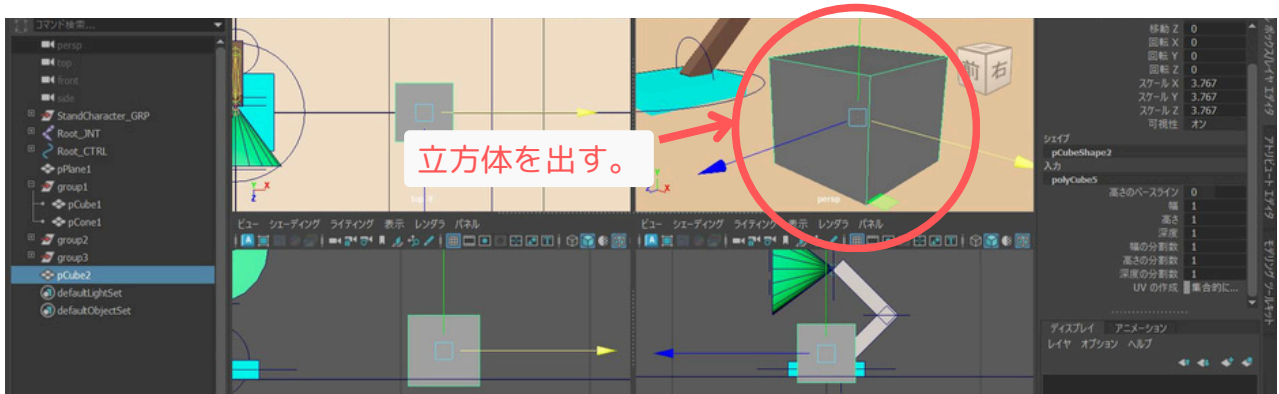 コマンド検索...
persp
top
front
side
StandCharacter_GRP
Root_JNT
Root_CTRL
pPlane1
group1
pCube1
pCone1
group2
group3
pCube2
defaultLightSet
defaultObjectSet
立方体を出す。
Y X
Z
persp
前 右
ビュー シェーディング ライティング 表示 レンダラ パネル
ビュー シェーディング ライティング 表示 レンダラ パネル
移動 Z 0
回転 X 0
回転 Y 0
回転 Z 0
スケール X 3.767
スケール Y 3.767
スケール Z 3.767
可視性 オン
シェイプ
pCubeShape2
入力
polyCube5
高さのベースライン 0
幅 1
高さ 1
深度 1
幅の分割数 1
高さの分割数 1
深度の分割数 1
UV の作成 集合的に...
ディスプレイ アニメーション
レイヤ オプション ヘルプ
アトリビュート エディタ
モデリング ツールキット